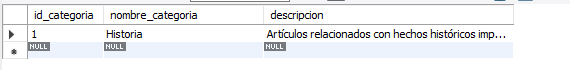 id_categoria nombre_categoria descripcion
1 Historia Artículos relacionados con hechos históricos imp...
NULL NULL NULL